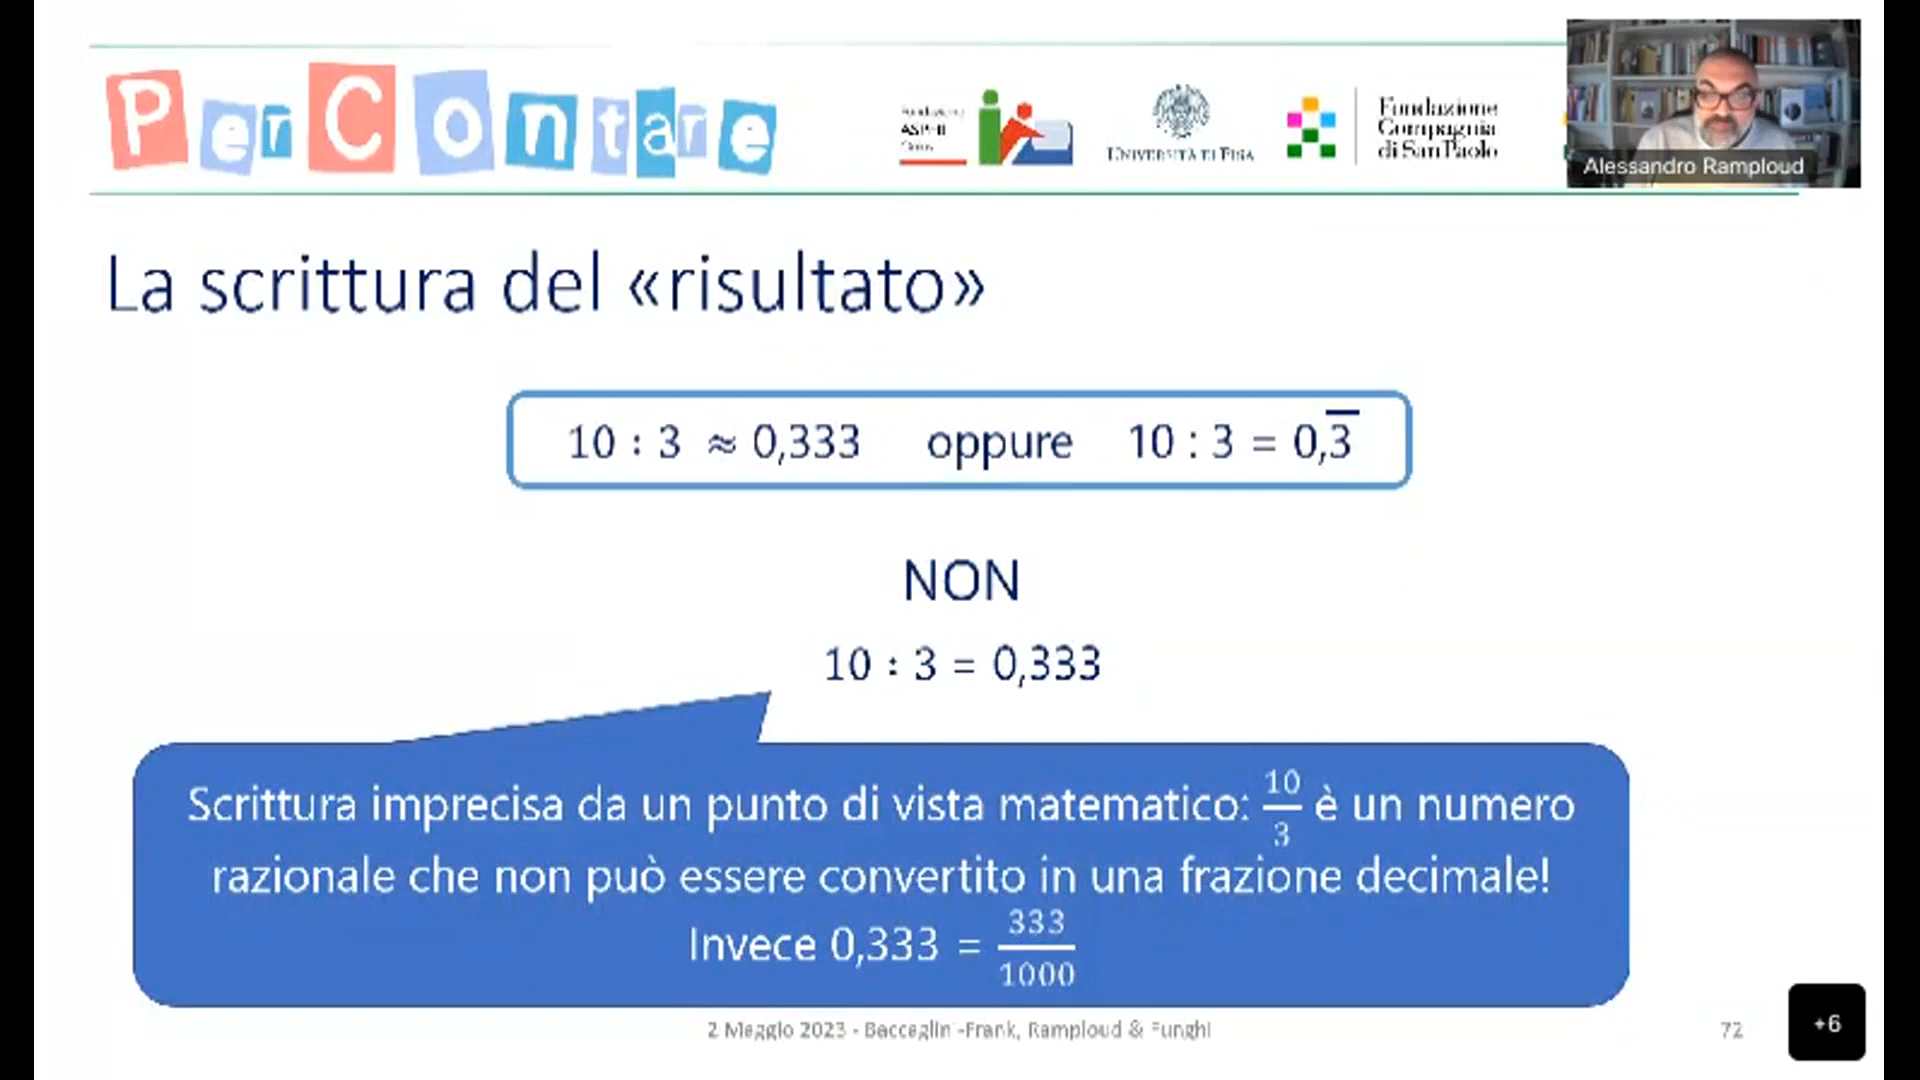 PerContare
Fondazione
ASPHI
Onlus
UNIVERSITÀ DI PISA
Fondazione
Compagnia
di San Paolo
Alessandro Ramploud
La scrittura del «risultato»
10 : 3 ≈ 0,333 oppure 10 : 3 = 0,3̅
NON
10 : 3 = 0,333
Scrittura imprecisa da un punto di vista matematico: 10/3 è un numero
razionale che non può essere convertito in una frazione decimale!
Invece 0,333 = 333/1000
2 Maggio 2023 - Baccaglin -Frank, Ramploud & Funghi
72
+6